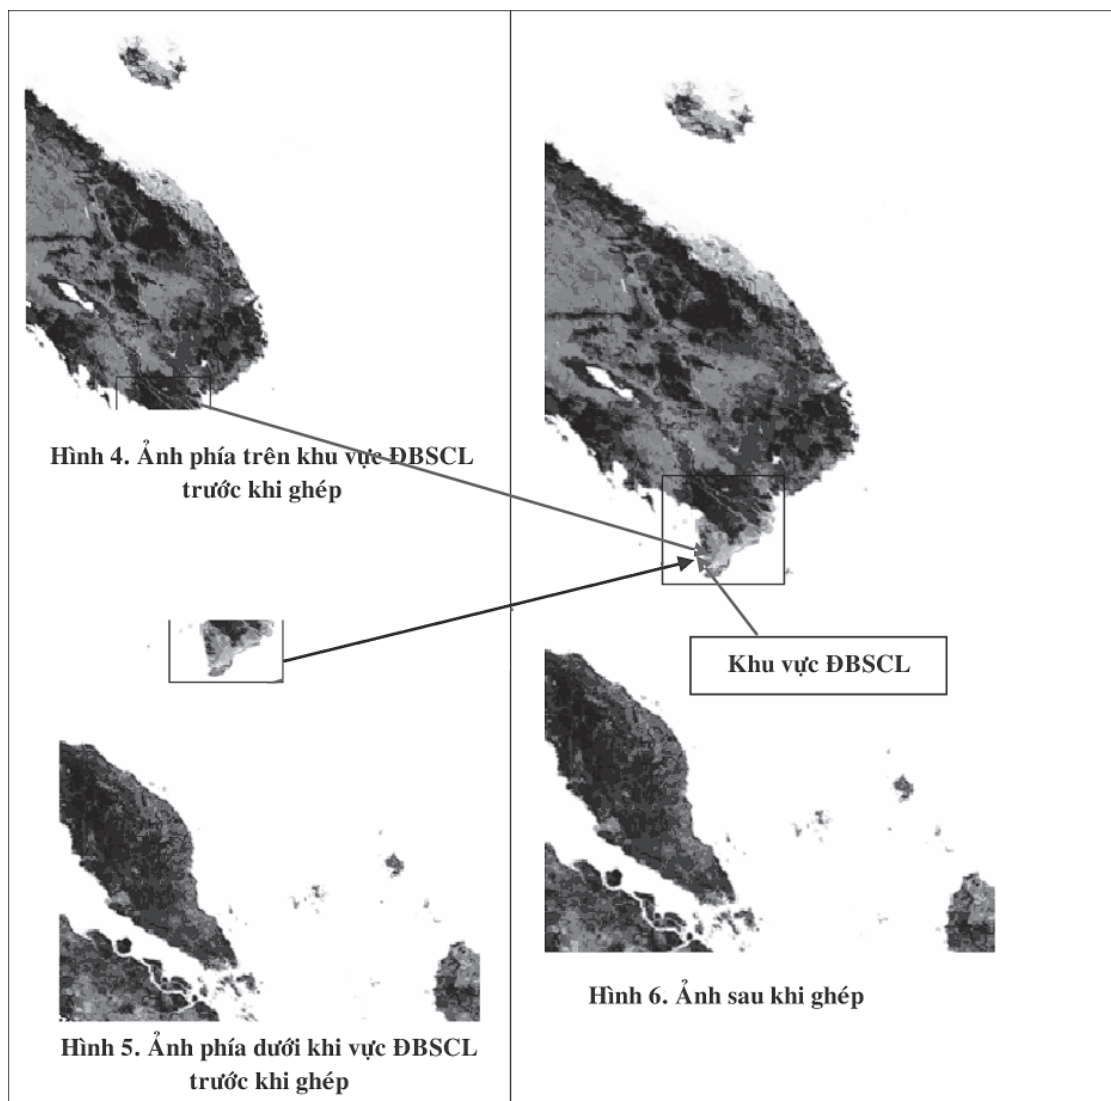 Hình 4. Ảnh phía trên khu vực ĐBSCL
trước khi ghép
Hình 5. Ảnh phía dưới khi vực ĐBSCL
trước khi ghép
Khu vực ĐBSCL
Hình 6. Ảnh sau khi ghép